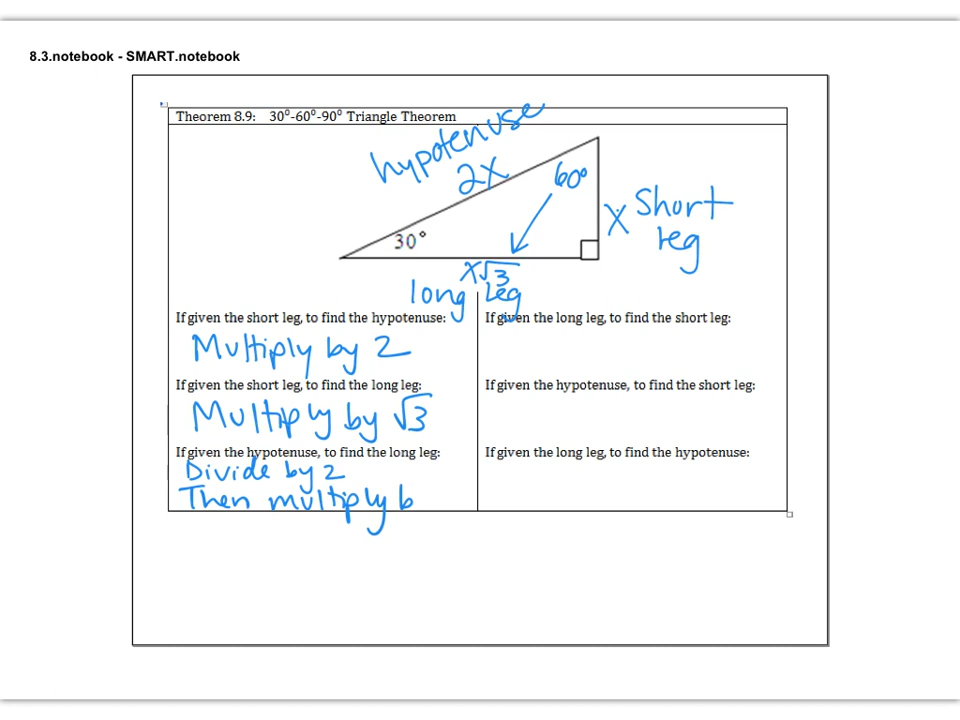 8.3.notebook - SMART.notebook
Theorem 8.9: 30°-60°-90° Triangle Theorem
hypotenuse
2x
60°
30°
x
short
leg
x√3
long leg
If given the short leg, to find the hypotenuse:
Multiply by 2
If given the short leg, to find the long leg:
Multiply by √3
If given the hypotenuse, to find the long leg:
Divide by 2
Then multiply b
If given the long leg, to find the short leg:
If given the hypotenuse, to find the short leg:
If given the long leg, to find the hypotenuse: